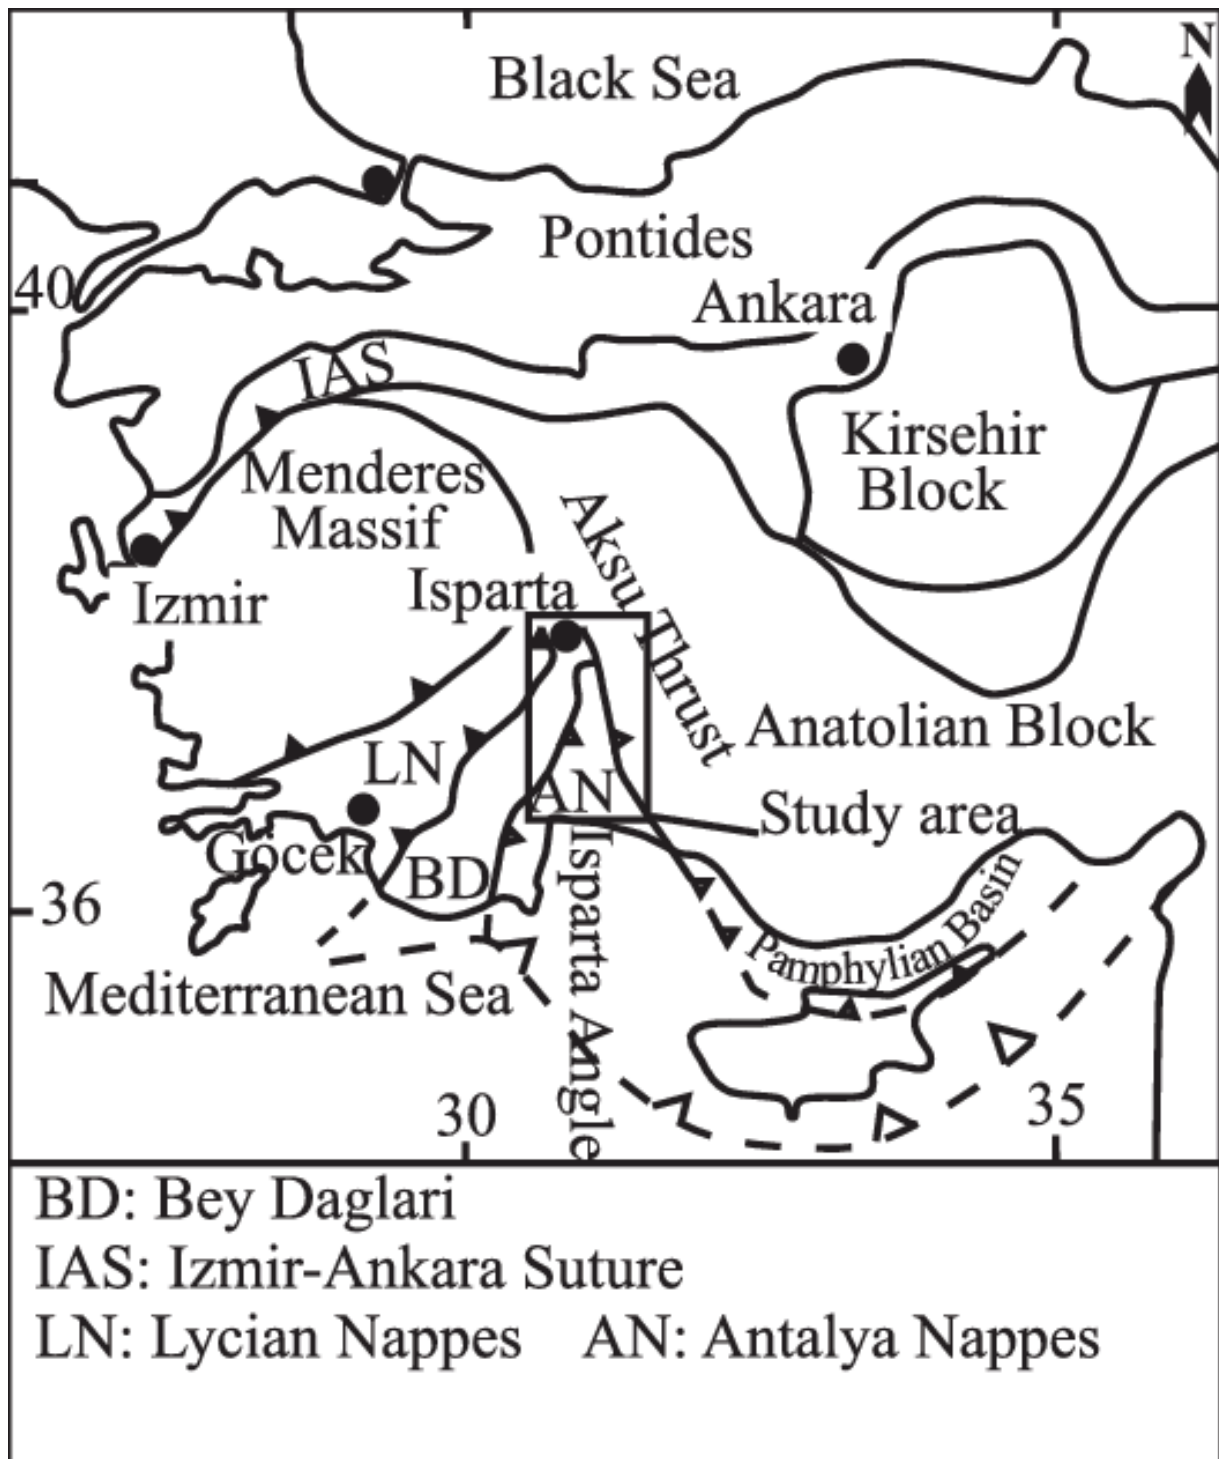 N
Black Sea
Pontides
40
Ankara
IAS
Kirsehir
Block
Menderes
Massif
Aksu Thrust
Isparta
Izmir
Anatolian Block
LN
AN
Study area
Göcek
BD
36
Isparta Angle
Pamphylian Basin
Mediterranean Sea
30
35
BD: Bey Daglari
IAS: Izmir-Ankara Suture
LN: Lycian Nappes AN: Antalya Nappes